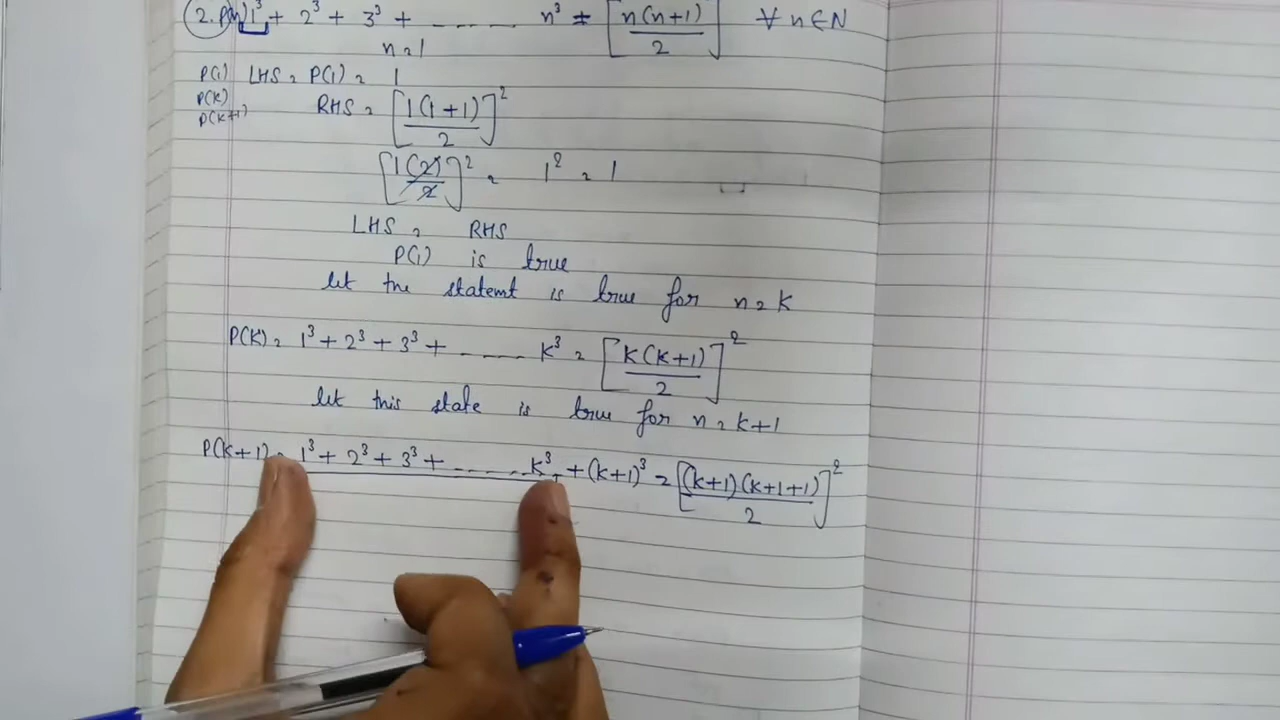 2. P(n) 1³ + 2³ + 3³ + ------ n³ = [n(n+1)/2] ∀ n∈N
n=1
P(1) LHS = P(1) = 1
P(K)
P(K+1)
RHS = [1(1+1)/2]²
[1(2)/2]² = 1² = 1
LHS = RHS
P(1) is true
let the statemt is true for n=k
P(K) = 1³ + 2³ + 3³ + ------ K³ = [K(K+1)/2]²
let this state is true for n=k+1
P(k+1) = 1³ + 2³ + 3³ + ------ K³ + (k+1)³ = [(k+1)(k+1+1)/2]²